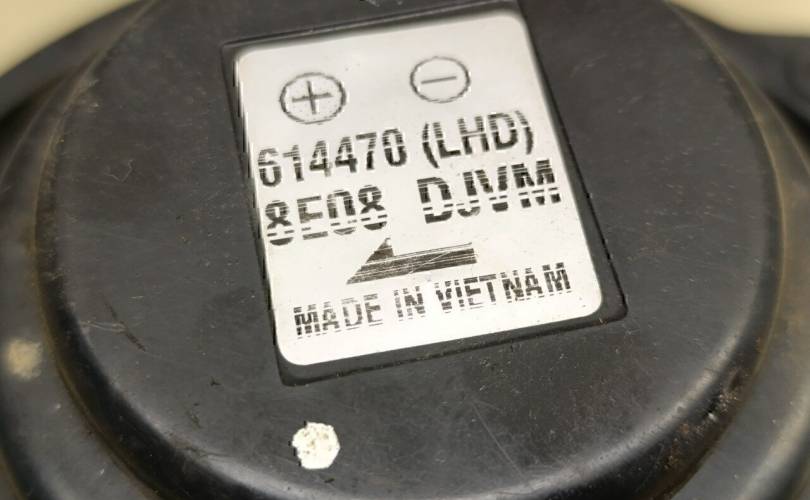 + −
614470 (LHD)
8E08 DJVM
MADE IN VIETNAM